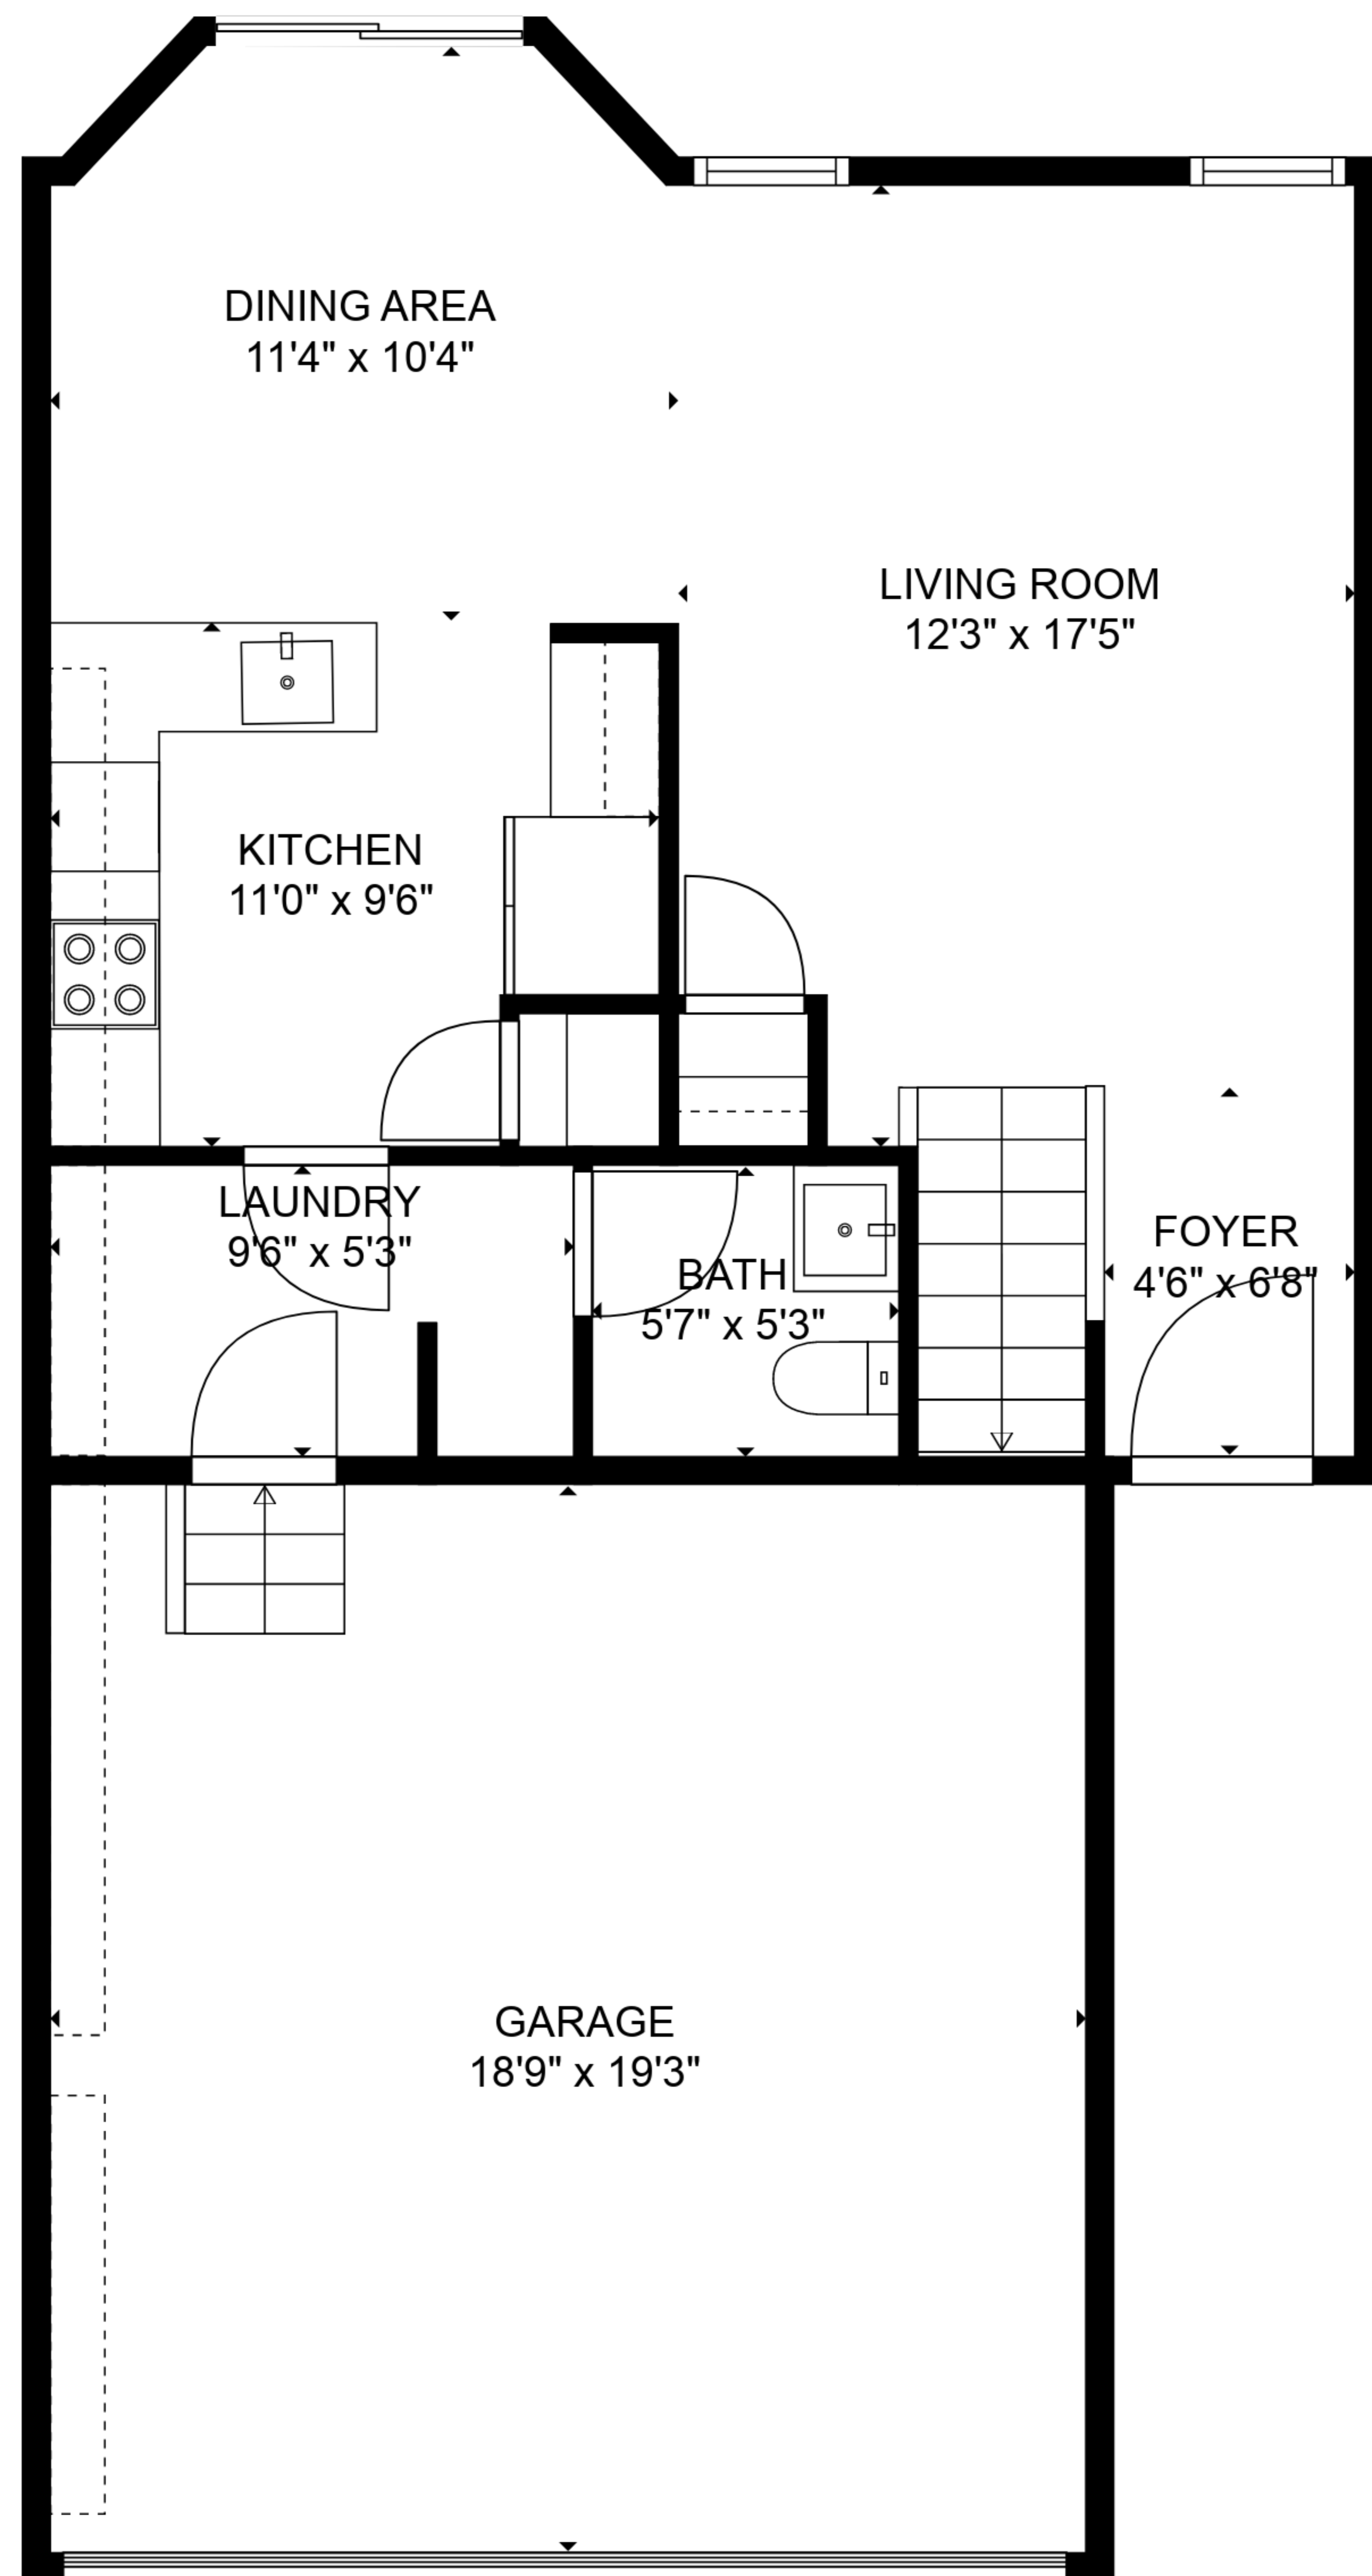 DINING AREA
11'4" x 10'4"
LIVING ROOM
12'3" x 17'5"
KITCHEN
11'0" x 9'6"
LAUNDRY
9'6" x 5'3"
BATH
5'7" x 5'3"
FOYER
4'6" x 6'8"
GARAGE
18'9" x 19'3"